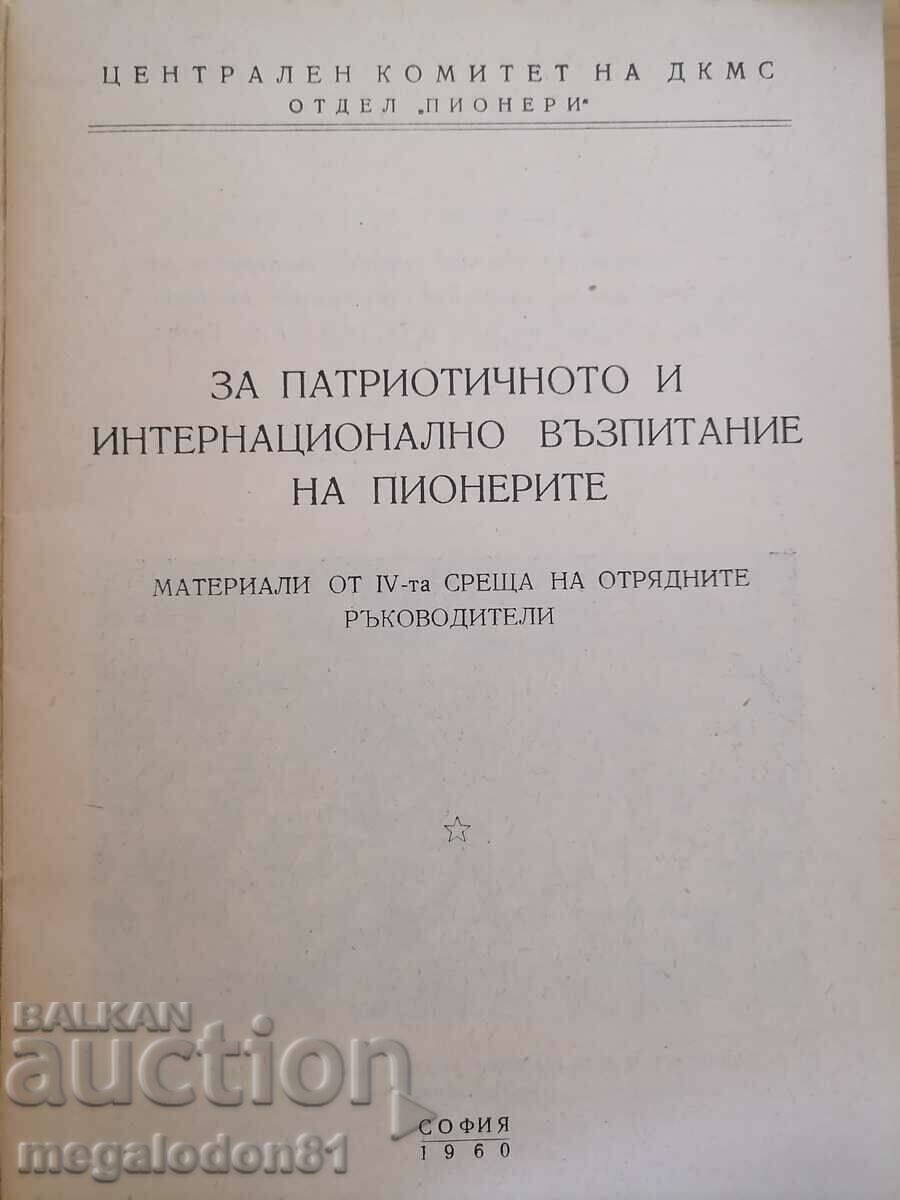 ЦЕНТРАЛЕН КОМИТЕТ НА ДКМС
ОТДЕЛ „ПИОНЕРИ"
ЗА ПАТРИОТИЧНОТО И
ИНТЕРНАЦИОНАЛНО ВЪЗПИТАНИЕ
НА ПИОНЕРИТЕ
МАТЕРИАЛИ ОТ IV-та СРЕЩА НА ОТРЯДНИТЕ
РЪКОВОДИТЕЛИ
BALKAN
auction
megalodon81
СОФИЯ
1960